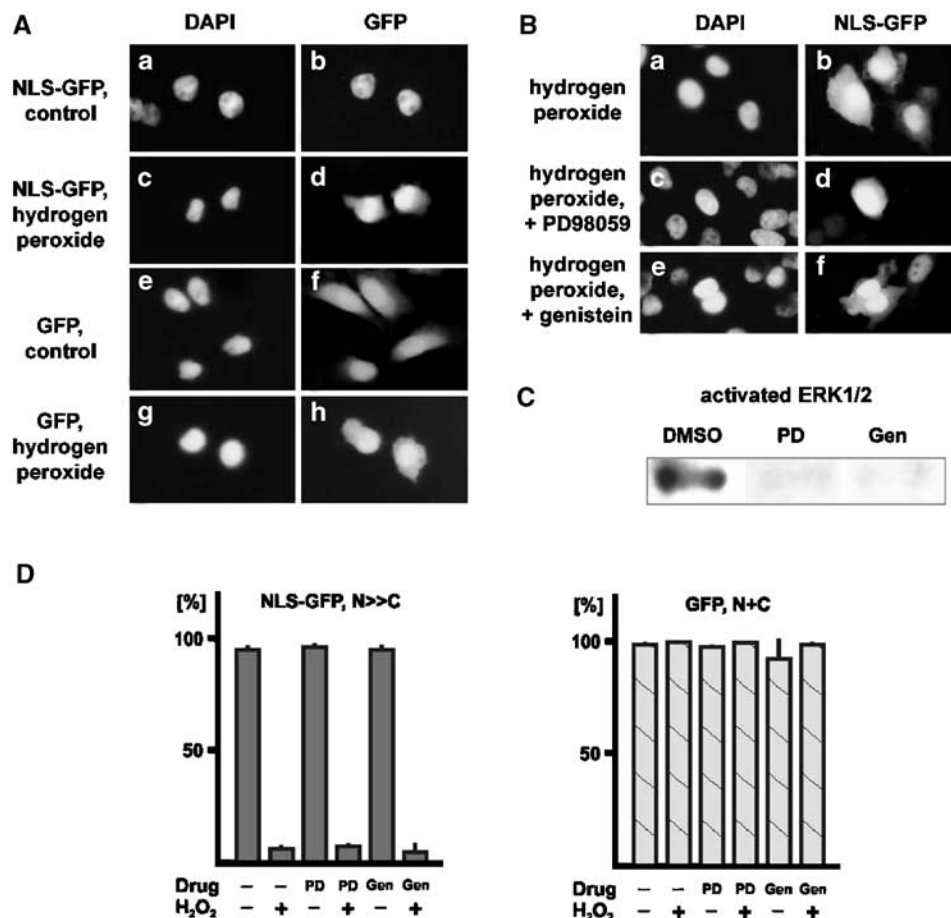 A
DAPI
GFP
NLS-GFP,
control
a
b
NLS-GFP,
hydrogen
peroxide
c
d
GFP,
control
e
f
GFP,
hydrogen
peroxide
g
h
B
DAPI
NLS-GFP
hydrogen
peroxide
a
b
hydrogen
peroxide,
+ PD98059
c
d
hydrogen
peroxide,
+ genistein
e
f
C
activated ERK1/2
DMSO PD Gen
D
[%] NLS-GFP, N>>C
100
50
Drug – – PD PD Gen Gen
H₂O₂ – + – + – +
[%] GFP, N+C
100
50
– – PD PD Gen Gen
– + – + – +